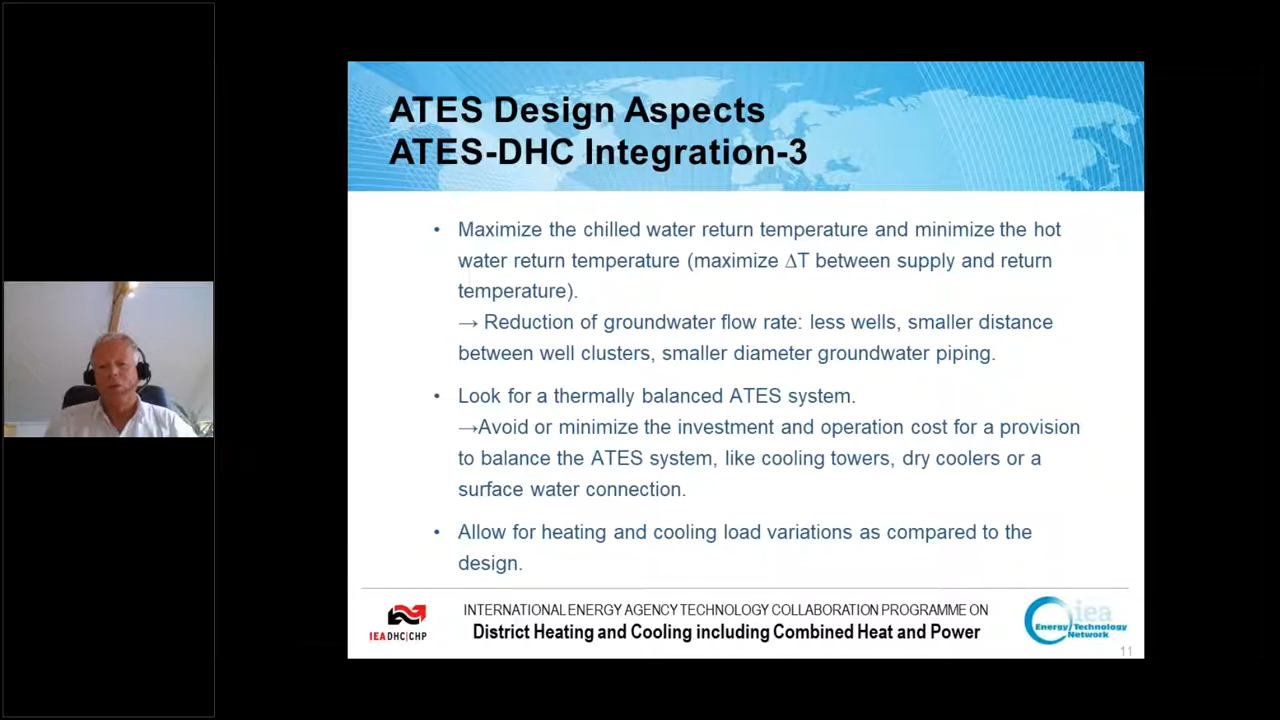 ATES Design Aspects
ATES-DHC Integration-3
• Maximize the chilled water return temperature and minimize the hot
water return temperature (maximize ΔT between supply and return
temperature).
→ Reduction of groundwater flow rate: less wells, smaller distance
between well clusters, smaller diameter groundwater piping.
• Look for a thermally balanced ATES system.
→Avoid or minimize the investment and operation cost for a provision
to balance the ATES system, like cooling towers, dry coolers or a
surface water connection.
• Allow for heating and cooling load variations as compared to the
design.
IEA DHC|CHP
INTERNATIONAL ENERGY AGENCY TECHNOLOGY COLLABORATION PROGRAMME ON
District Heating and Cooling including Combined Heat and Power
iea
Energy Technology
Network
11